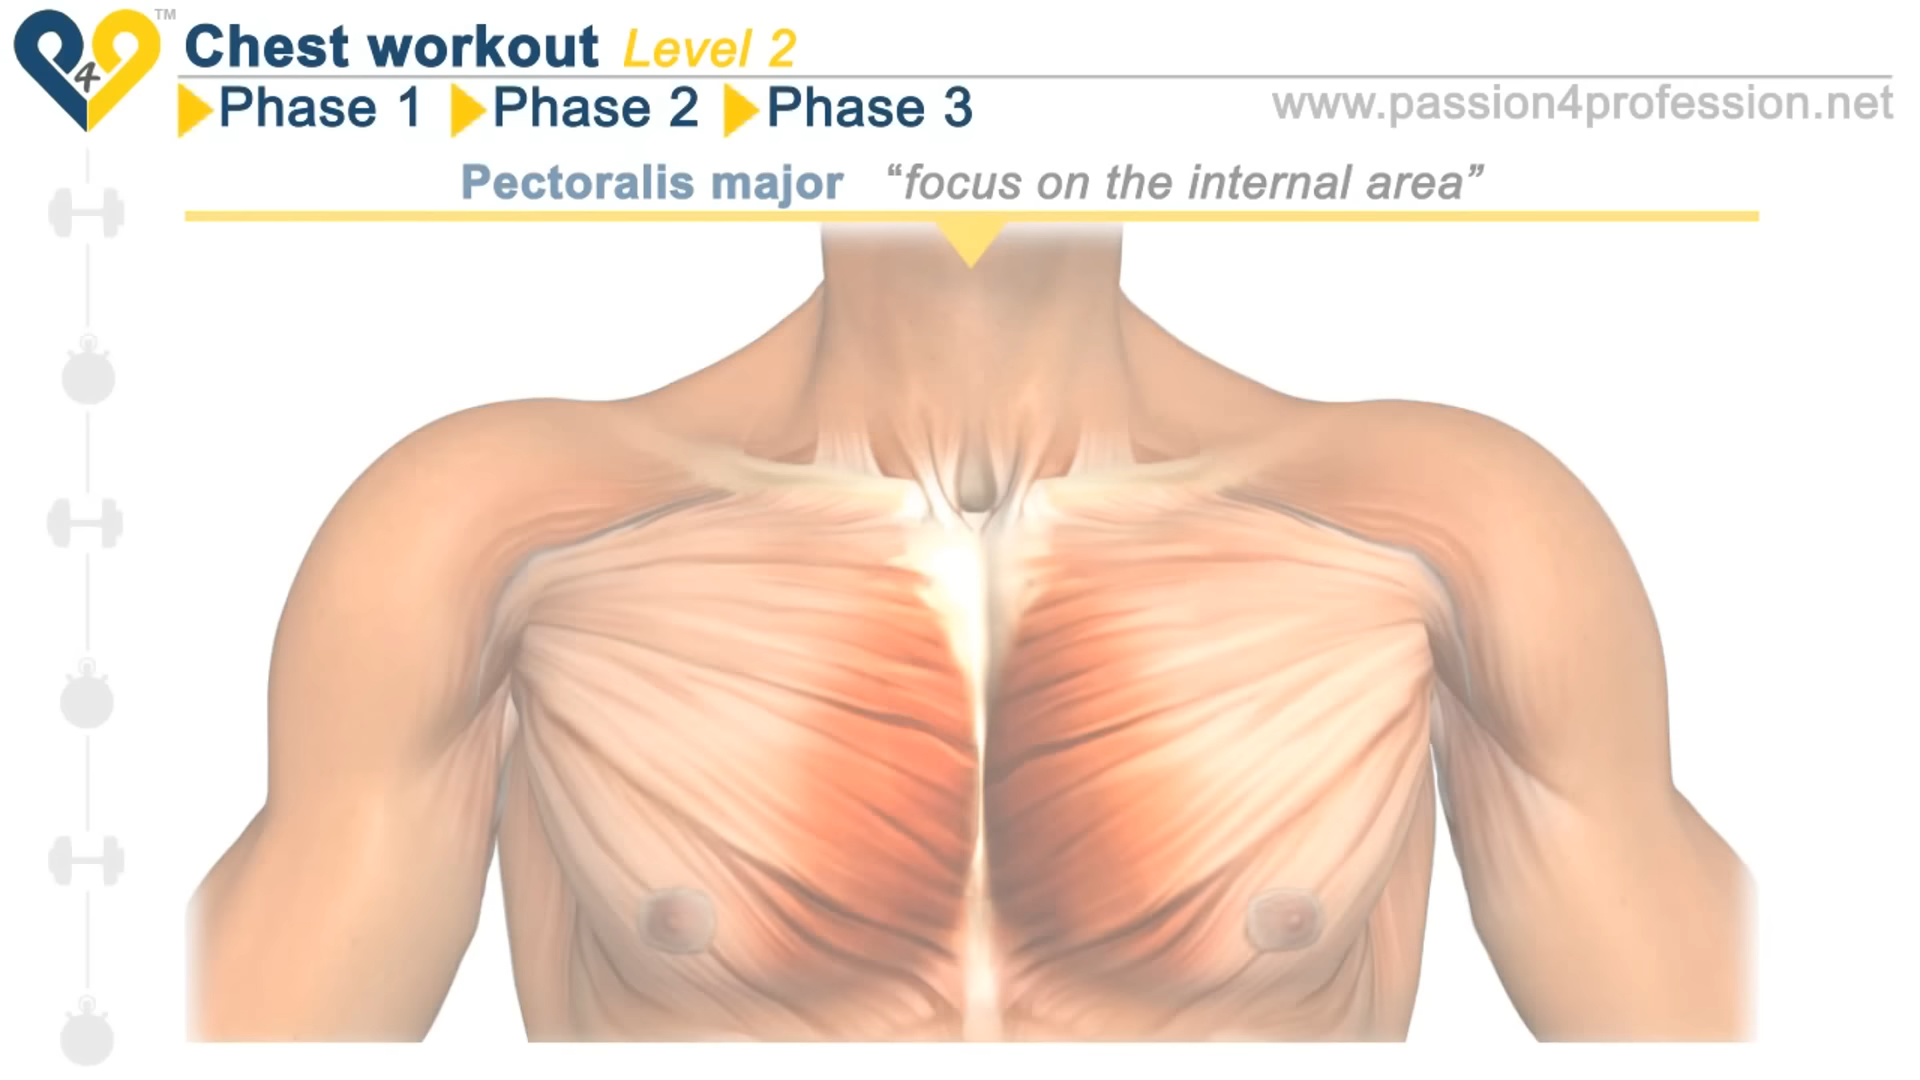 4 ™
Chest workout Level 2
Phase 1 Phase 2 Phase 3
www.passion4profession.net
Pectoralis major “focus on the internal area”